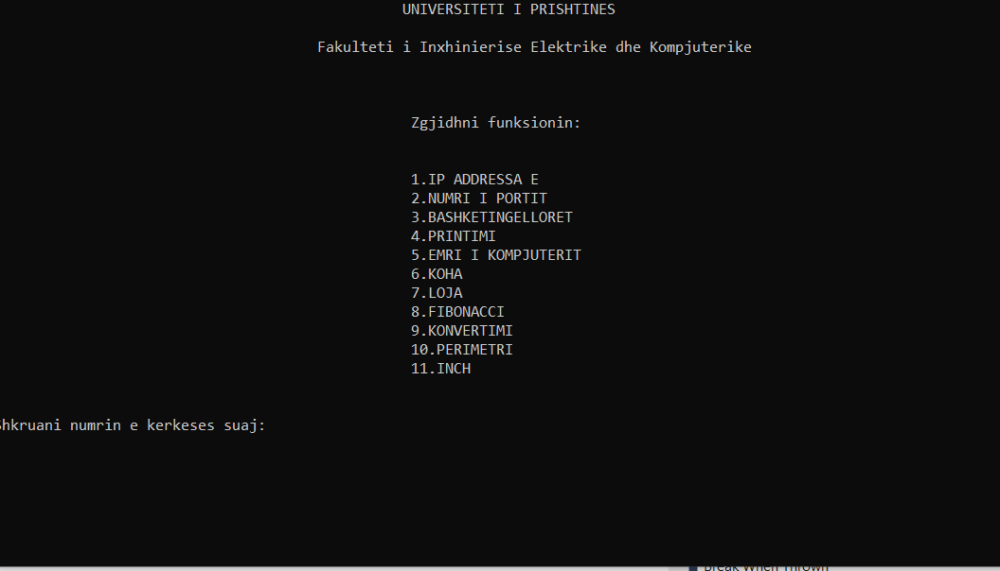 UNIVERSITETI I PRISHTINES
Fakulteti i Inxhinierise Elektrike dhe Kompjuterike
Zgjidhni funksionin:
1.IP ADDRESSA E
2.NUMRI I PORTIT
3.BASHKETINGELLORET
4.PRINTIMI
5.EMRI I KOMPJUTERIT
6.KOHA
7.LOJA
8.FIBONACCI
9.KONVERTIMI
10.PERIMETRI
11.INCH
Shkruani numrin e kerkeses suaj:
Break When Thrown